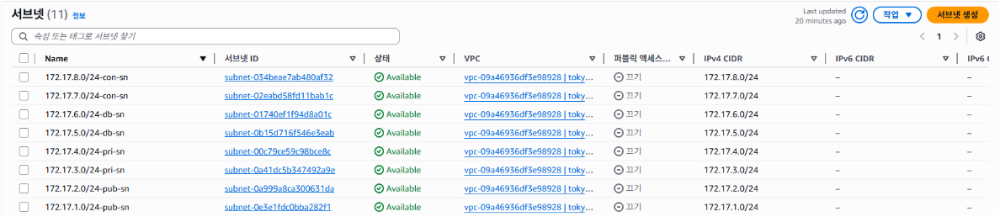 서브넷 (11) 정보
Last updated
20 minutes ago
작업
서브넷 생성
속성 또는 태그로 서브넷 찾기
1
Name 서브넷 ID 상태 VPC 퍼블릭 액세스... IPv4 CIDR IPv6 CIDR IPv6
172.17.8.0/24-con-sn subnet-034beae7ab480af32 Available vpc-09a46936df3e98928 | toky... 끄기 172.17.8.0/24 – –
172.17.7.0/24-con-sn subnet-02eabd58fd11bab1c Available vpc-09a46936df3e98928 | toky... 끄기 172.17.7.0/24 – –
172.17.6.0/24-db-sn subnet-01740ef1f94d8a01c Available vpc-09a46936df3e98928 | toky... 끄기 172.17.6.0/24 – –
172.17.5.0/24-db-sn subnet-0b15d716f546e3eab Available vpc-09a46936df3e98928 | toky... 끄기 172.17.5.0/24 – –
172.17.4.0/24-pri-sn subnet-00c79ce59c98bce8c Available vpc-09a46936df3e98928 | toky... 끄기 172.17.4.0/24 – –
172.17.3.0/24-pri-sn subnet-0a41dc5b347492a9e Available vpc-09a46936df3e98928 | toky... 끄기 172.17.3.0/24 – –
172.17.2.0/24-pub-sn subnet-0a999a8ca300631da Available vpc-09a46936df3e98928 | toky... 끄기 172.17.2.0/24 – –
172.17.1.0/24-pub-sn subnet-0e3e1fdc0bba282f1 Available vpc-09a46936df3e98928 | toky... 끄기 172.17.1.0/24 – –